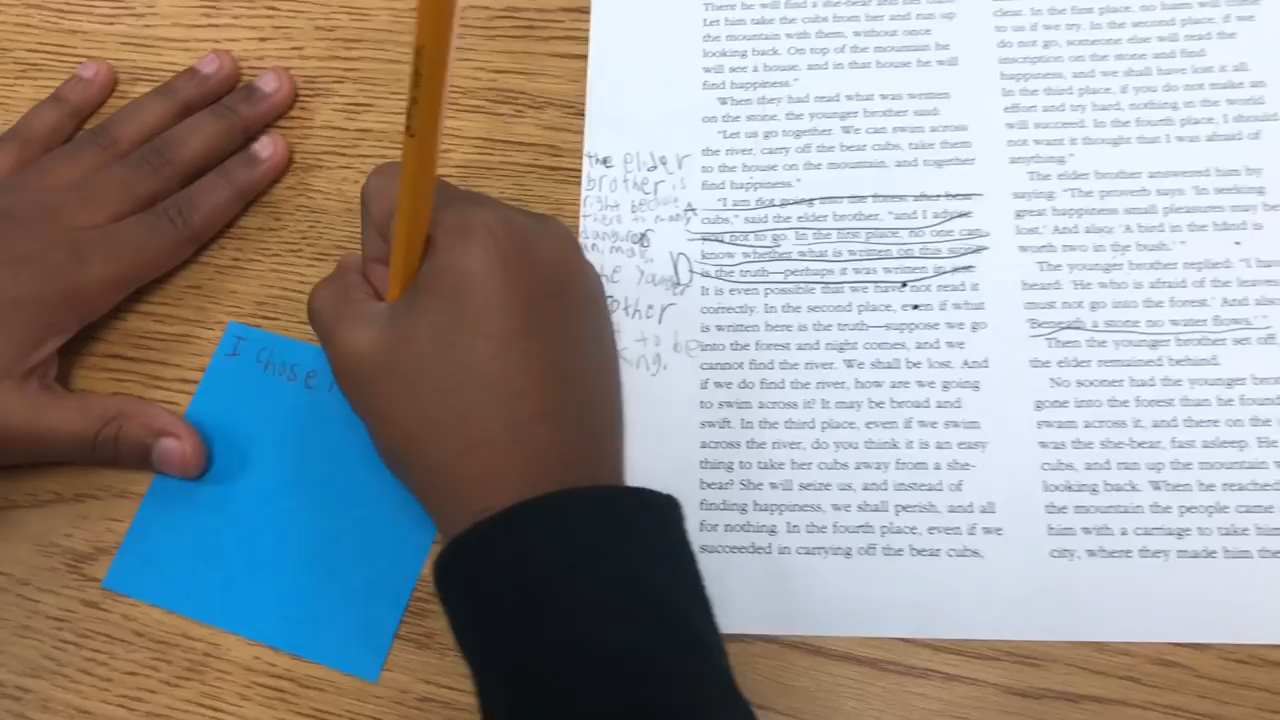 I chose
the elder
brother is
right because
there to many
brother
to be
There he will find a she-bear and her
Let him take the cubs from her and run up
the mountain with them, without once
looking back. On top of the mountain he
will see a house, and in that house he will
find happiness."
When they had read what was written
on the stone, the younger brother said:
"Let us go together. We can swim across
the river, carry off the bear cubs, take them
to the house on the mountain, and together
find happiness."
"I am not going into the forest after bear
cubs," said the elder brother, "and I advise
you not to go. In the first place, no one can
know whether what is written on this stone
is the truth—perhaps it was written in jest.
It is even possible that we have not read it
correctly. In the second place, even if what
is written here is the truth—suppose we go
into the forest and night comes, and we
cannot find the river. We shall be lost. And
if we do find the river, how are we going
to swim across it? It may be broad and
swift. In the third place, even if we swim
across the river, do you think it is an easy
thing to take her cubs away from a she-
bear? She will seize us, and instead of
finding happiness, we shall perish, and all
for nothing. In the fourth place, even if we
succeeded in carrying off the bear cubs,
clear. In the first place, no harm will come
to us if we try. In the second place, if we
do not go, someone else will read the
inscription on the stone and find
happiness, and we shall have lost it all.
In the third place, if you do not make an
effort and try hard, nothing in the world
will succeed. In the fourth place, I should
not want it thought that I was afraid of
anything."
The elder brother answered him by
saying, "The proverb says: 'In seeking
great happiness small pleasures may be
lost.' And also: 'A bird in the hand is
worth two in the bush.'"
The younger brother replied: "I have
heard: 'He who is afraid of the leaves
must not go into the forest.' And also:
'Beneath a stone no water flows.'"
Then the younger brother set off,
the elder remained behind.
No sooner had the younger brother
gone into the forest than he found
swam across it, and there on the
was the she-bear, fast asleep. He
cubs, and ran up the mountain
looking back. When he reached
the mountain the people came
him with a carriage to take him
city, where they made him the